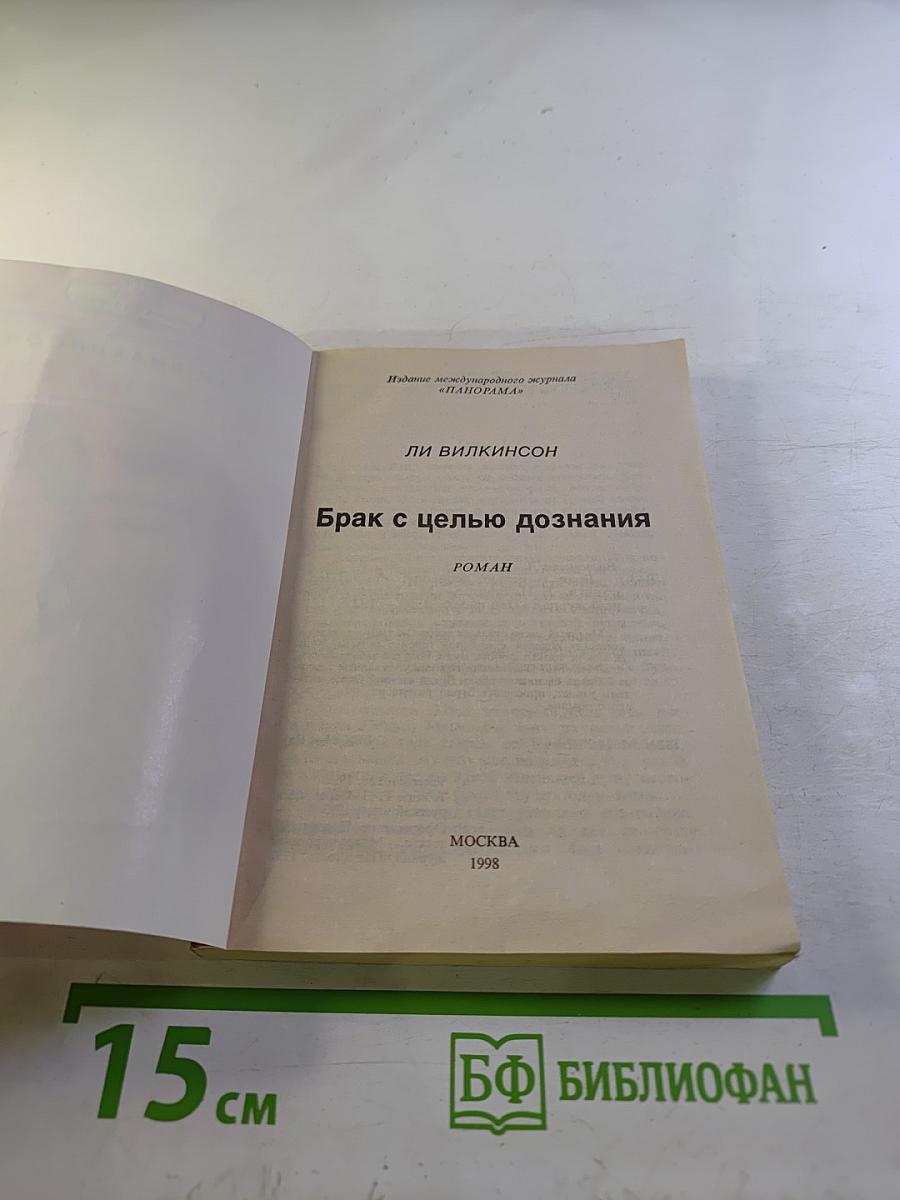 Издание международного журнала
«ПАНОРАМА»
ЛИ ВИЛКИНСОН
Брак с целью дознания
РОМАН
МОСКВА
1998
15 см
БФ БИБЛИОФАН